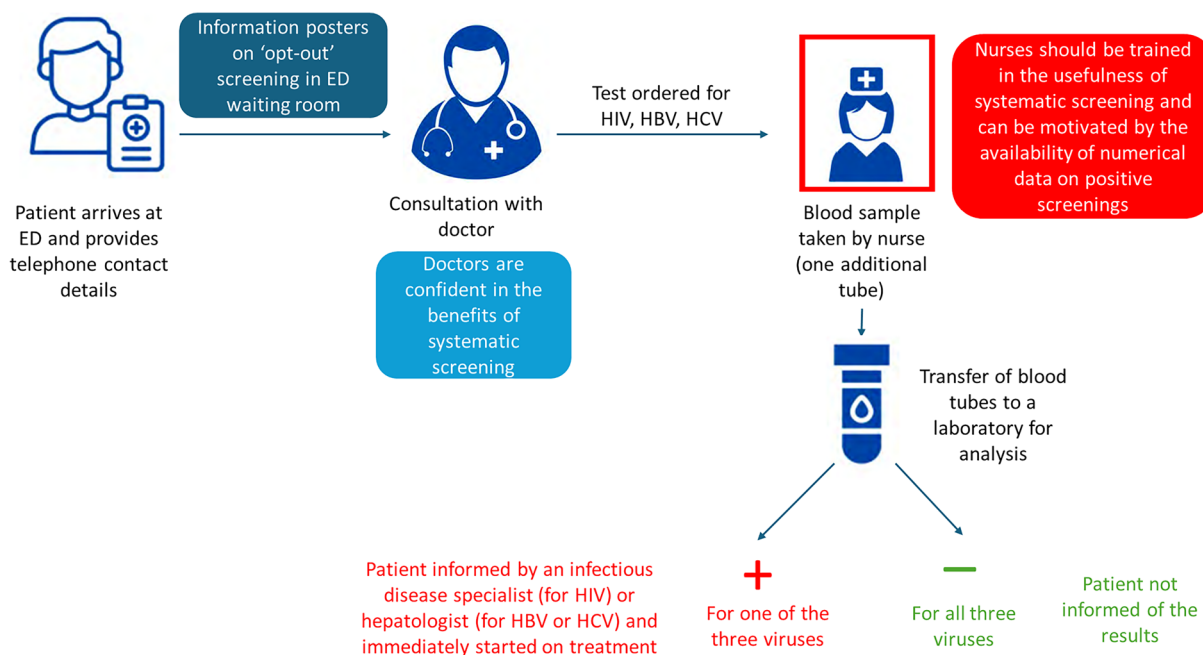 Information posters
on ‘opt-out’
screening in ED
waiting room
Patient arrives at
ED and provides
telephone contact
details
Consultation with
doctor
Doctors are
confident in the
benefits of
systematic
screening
Test ordered for
HIV, HBV, HCV
Nurses should be trained
in the usefulness of
systematic screening and
can be motivated by the
availability of numerical
data on positive
screenings
Blood sample
taken by nurse
(one additional
tube)
Transfer of blood
tubes to a
laboratory for
analysis
Patient informed by an infectious
disease specialist (for HIV) or
hepatologist (for HBV or HCV) and
immediately started on treatment
+
For one of the
three viruses
−
For all three
viruses
Patient not
informed of the
results